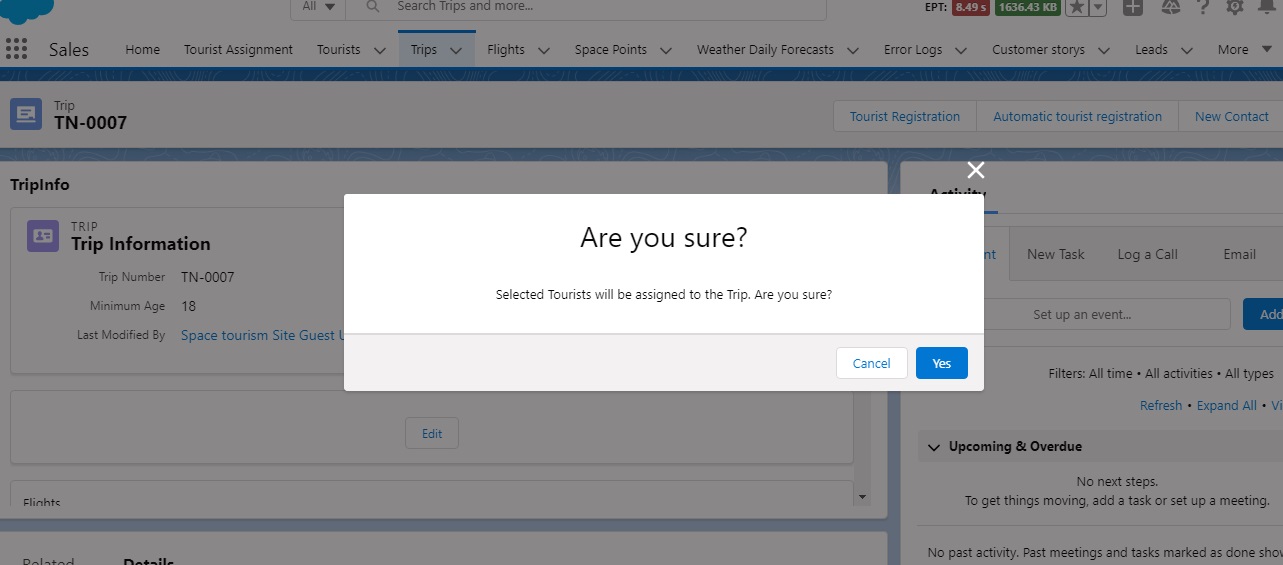 All
Search Trips and more...
EPT: 8.49 s 1636.43 KB
Sales
Home Tourist Assignment Tourists Trips Flights Space Points Weather Daily Forecasts Error Logs Customer storys Leads More
Trip
TN-0007
Tourist Registration Automatic tourist registration New Contact
TripInfo
Activity
TRIP
Trip Information
Trip Number TN-0007
Minimum Age 18
Last Modified By Space tourism Site Guest U
Are you sure?
Selected Tourists will be assigned to the Trip. Are you sure?
Cancel Yes
nt New Task Log a Call Email
Set up an event... Add
Filters: All time • All activities • All types
Refresh • Expand All • Vi
Edit
Upcoming & Overdue
No next steps.
To get things moving, add a task or set up a meeting.
Flights
No past activity. Past meetings and tasks marked as done show
Related Details